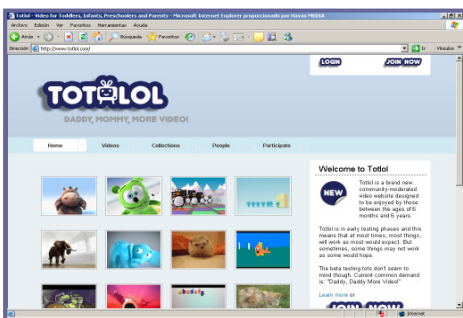 Totlol - Video for Toddlers, Infants, Preschoolers and Parents - Microsoft Internet Explorer proporcionado por Havas MEDIA
Archivo Edición Ver Favoritos Herramientas Ayuda
Atrás Búsqueda Favoritos
Dirección http://www.totlol.com/ Ir Vínculos
LOGIN JOIN NOW
TOTLOL
DADDY, MOMMY, MORE VIDEO!
Home Videos Collections People Participate
Welcome to Totlol
NEW
Totlol is a brand new
community-moderated
video website designed
to be enjoyed by those
between the ages of 6
months and 6 years.
Totlol is in early testing phases and this
means that at most times, most things,
will work as most would expect. But
sometimes, some things may not work
as some would hope.
The beta testing tots don't seem to
mind though. Current common demand
is: "Daddy, Daddy More Video!"
Learn more or
JOIN NOW
Internet